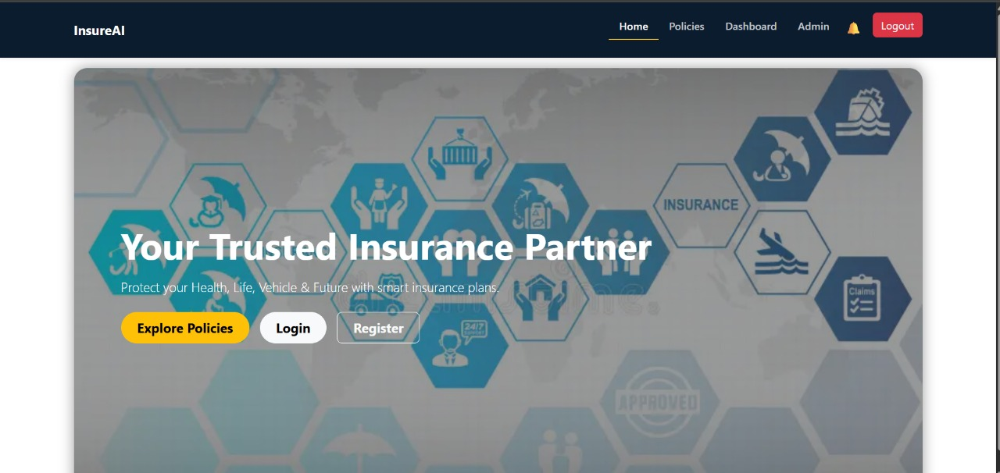 InsureAI
Home Policies Dashboard Admin Logout
INSURANCE
Claims
Your Trusted Insurance Partner
Protect your Health, Life, Vehicle & Future with smart insurance plans.
Explore Policies Login Register
24/7
APPROVED